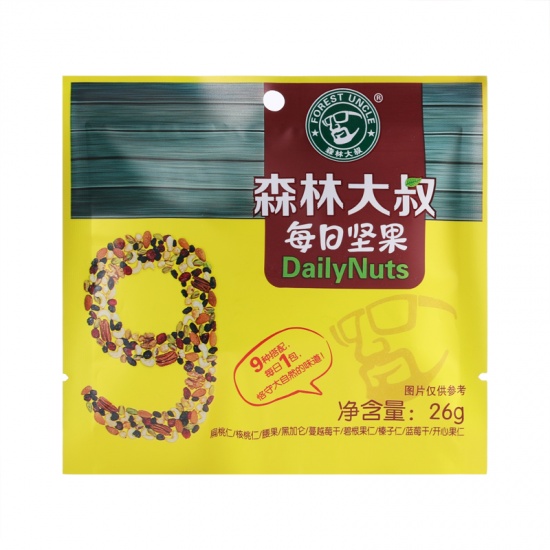 FOREST UNCLE
®
森林大叔
森林大叔
每日坚果
DailyNuts
9
9种搭配,
每日1包,
恪守大自然的味道!
图片仅供参考
净含量: 26g
扁桃仁/核桃仁/腰果/黑加仑/蔓越莓干/碧根果仁/榛子仁/蓝莓干/开心果仁